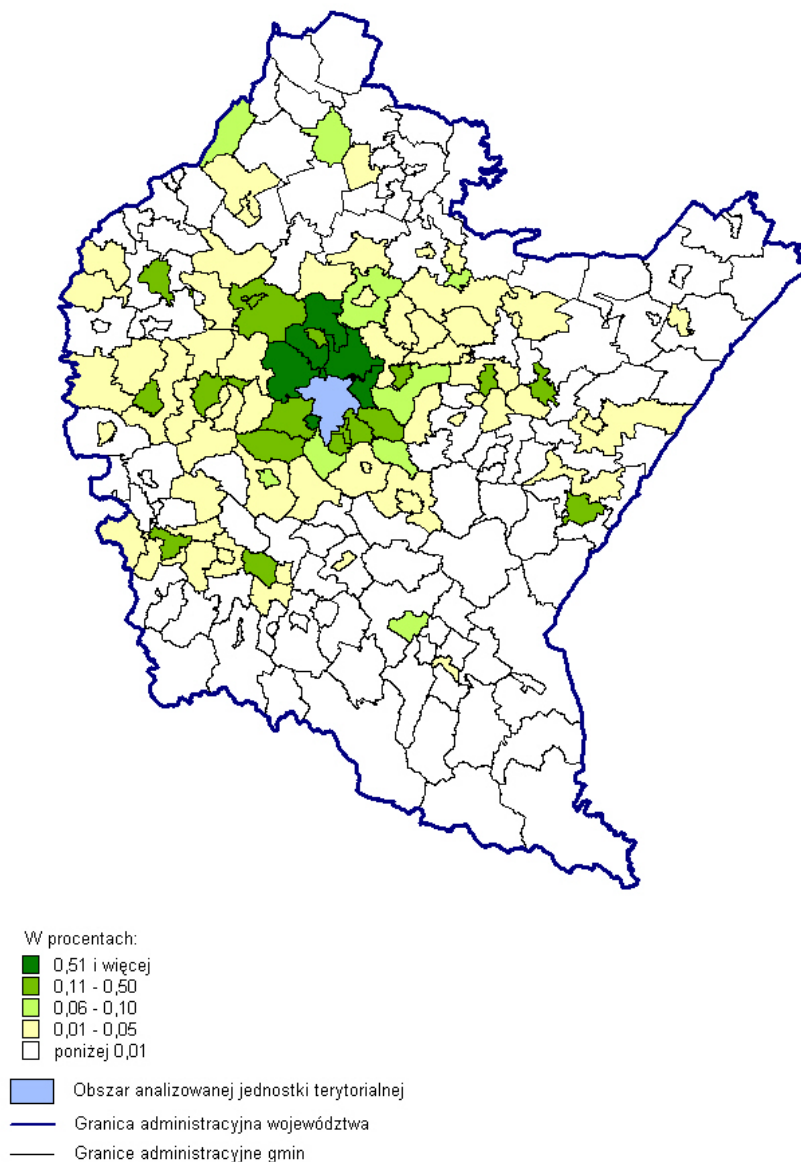 W procentach:
0,51 i więcej
0,11 - 0,50
0,06 - 0,10
0,01 - 0,05
poniżej 0,01
Obszar analizowanej jednostki terytorialnej
Granica administracyjna województwa
Granice administracyjne gmin